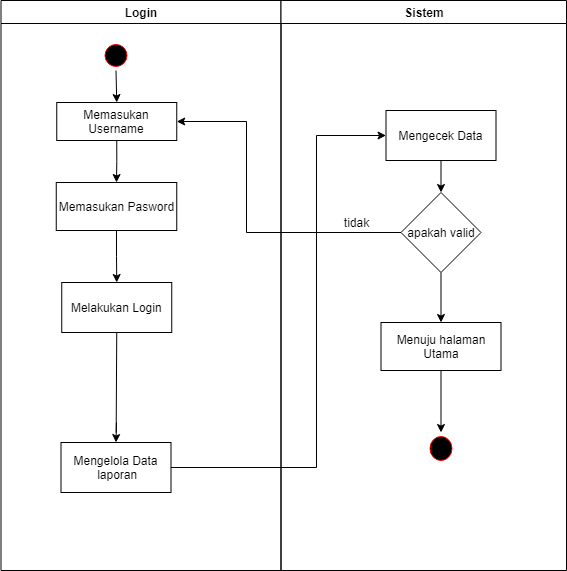 Login
Sistem
Memasukan
Username
Memasukan Pasword
Melakukan Login
Mengelola Data
laporan
Mengecek Data
tidak
apakah valid
Menuju halaman
Utama